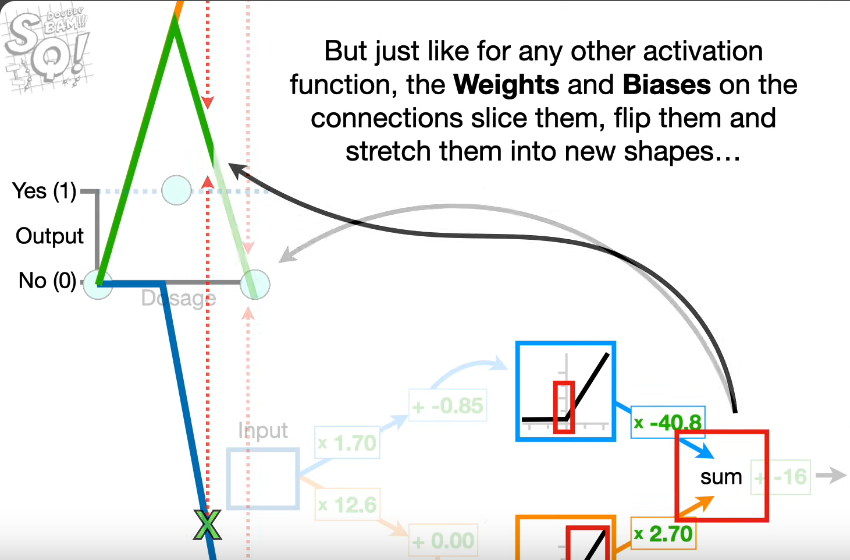 DOUBLE
BAM!!!
SQ!
But just like for any other activation
function, the Weights and Biases on the
connections slice them, flip them and
stretch them into new shapes…
Yes (1)
Output
No (0)
Dosage
+ -0.85
x -40.8
Input
x 1.70
sum
+ -16
x 12.6
x 2.70
+ 0.00
X